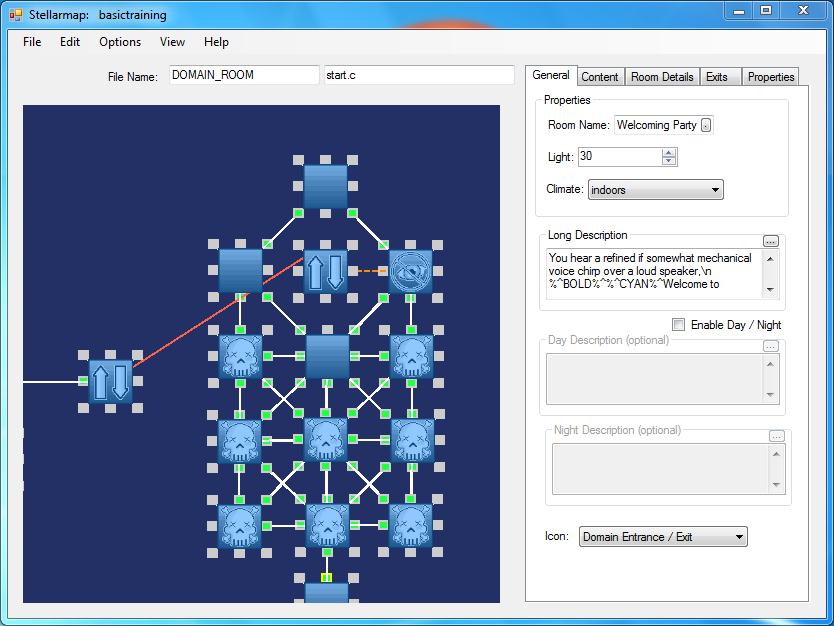 Stellarmap: basictraining
File Edit Options View Help
File Name: DOMAIN_ROOM start.c
General Content Room Details Exits Properties
Properties
Room Name: Welcoming Party
Light: 30
Climate: indoors
Long Description ...
You hear a refined if somewhat mechanical
voice chirp over a loud speaker,\n
%^BOLD%^%^CYAN%^Welcome to
Enable Day / Night
Day Description (optional) ...
Night Description (optional) ...
Icon: Domain Entrance / Exit